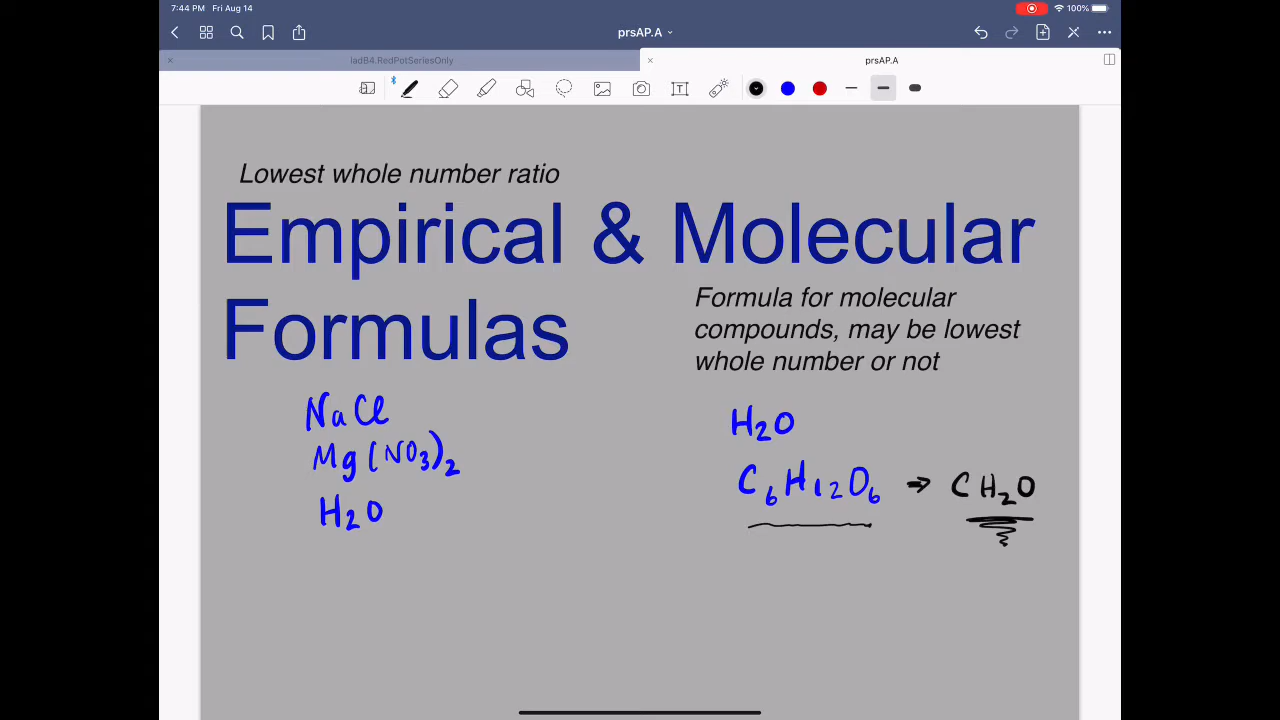 7:44 PM Fri Aug 14
100%
prsAP.A
ladB4.RedPotSeriesOnly
prsAP.A
Lowest whole number ratio
Empirical & Molecular
Formulas
Formula for molecular
compounds, may be lowest
whole number or not
NaCl
Mg(NO3)2
H2O
H2O
C6H12O6 → CH2O